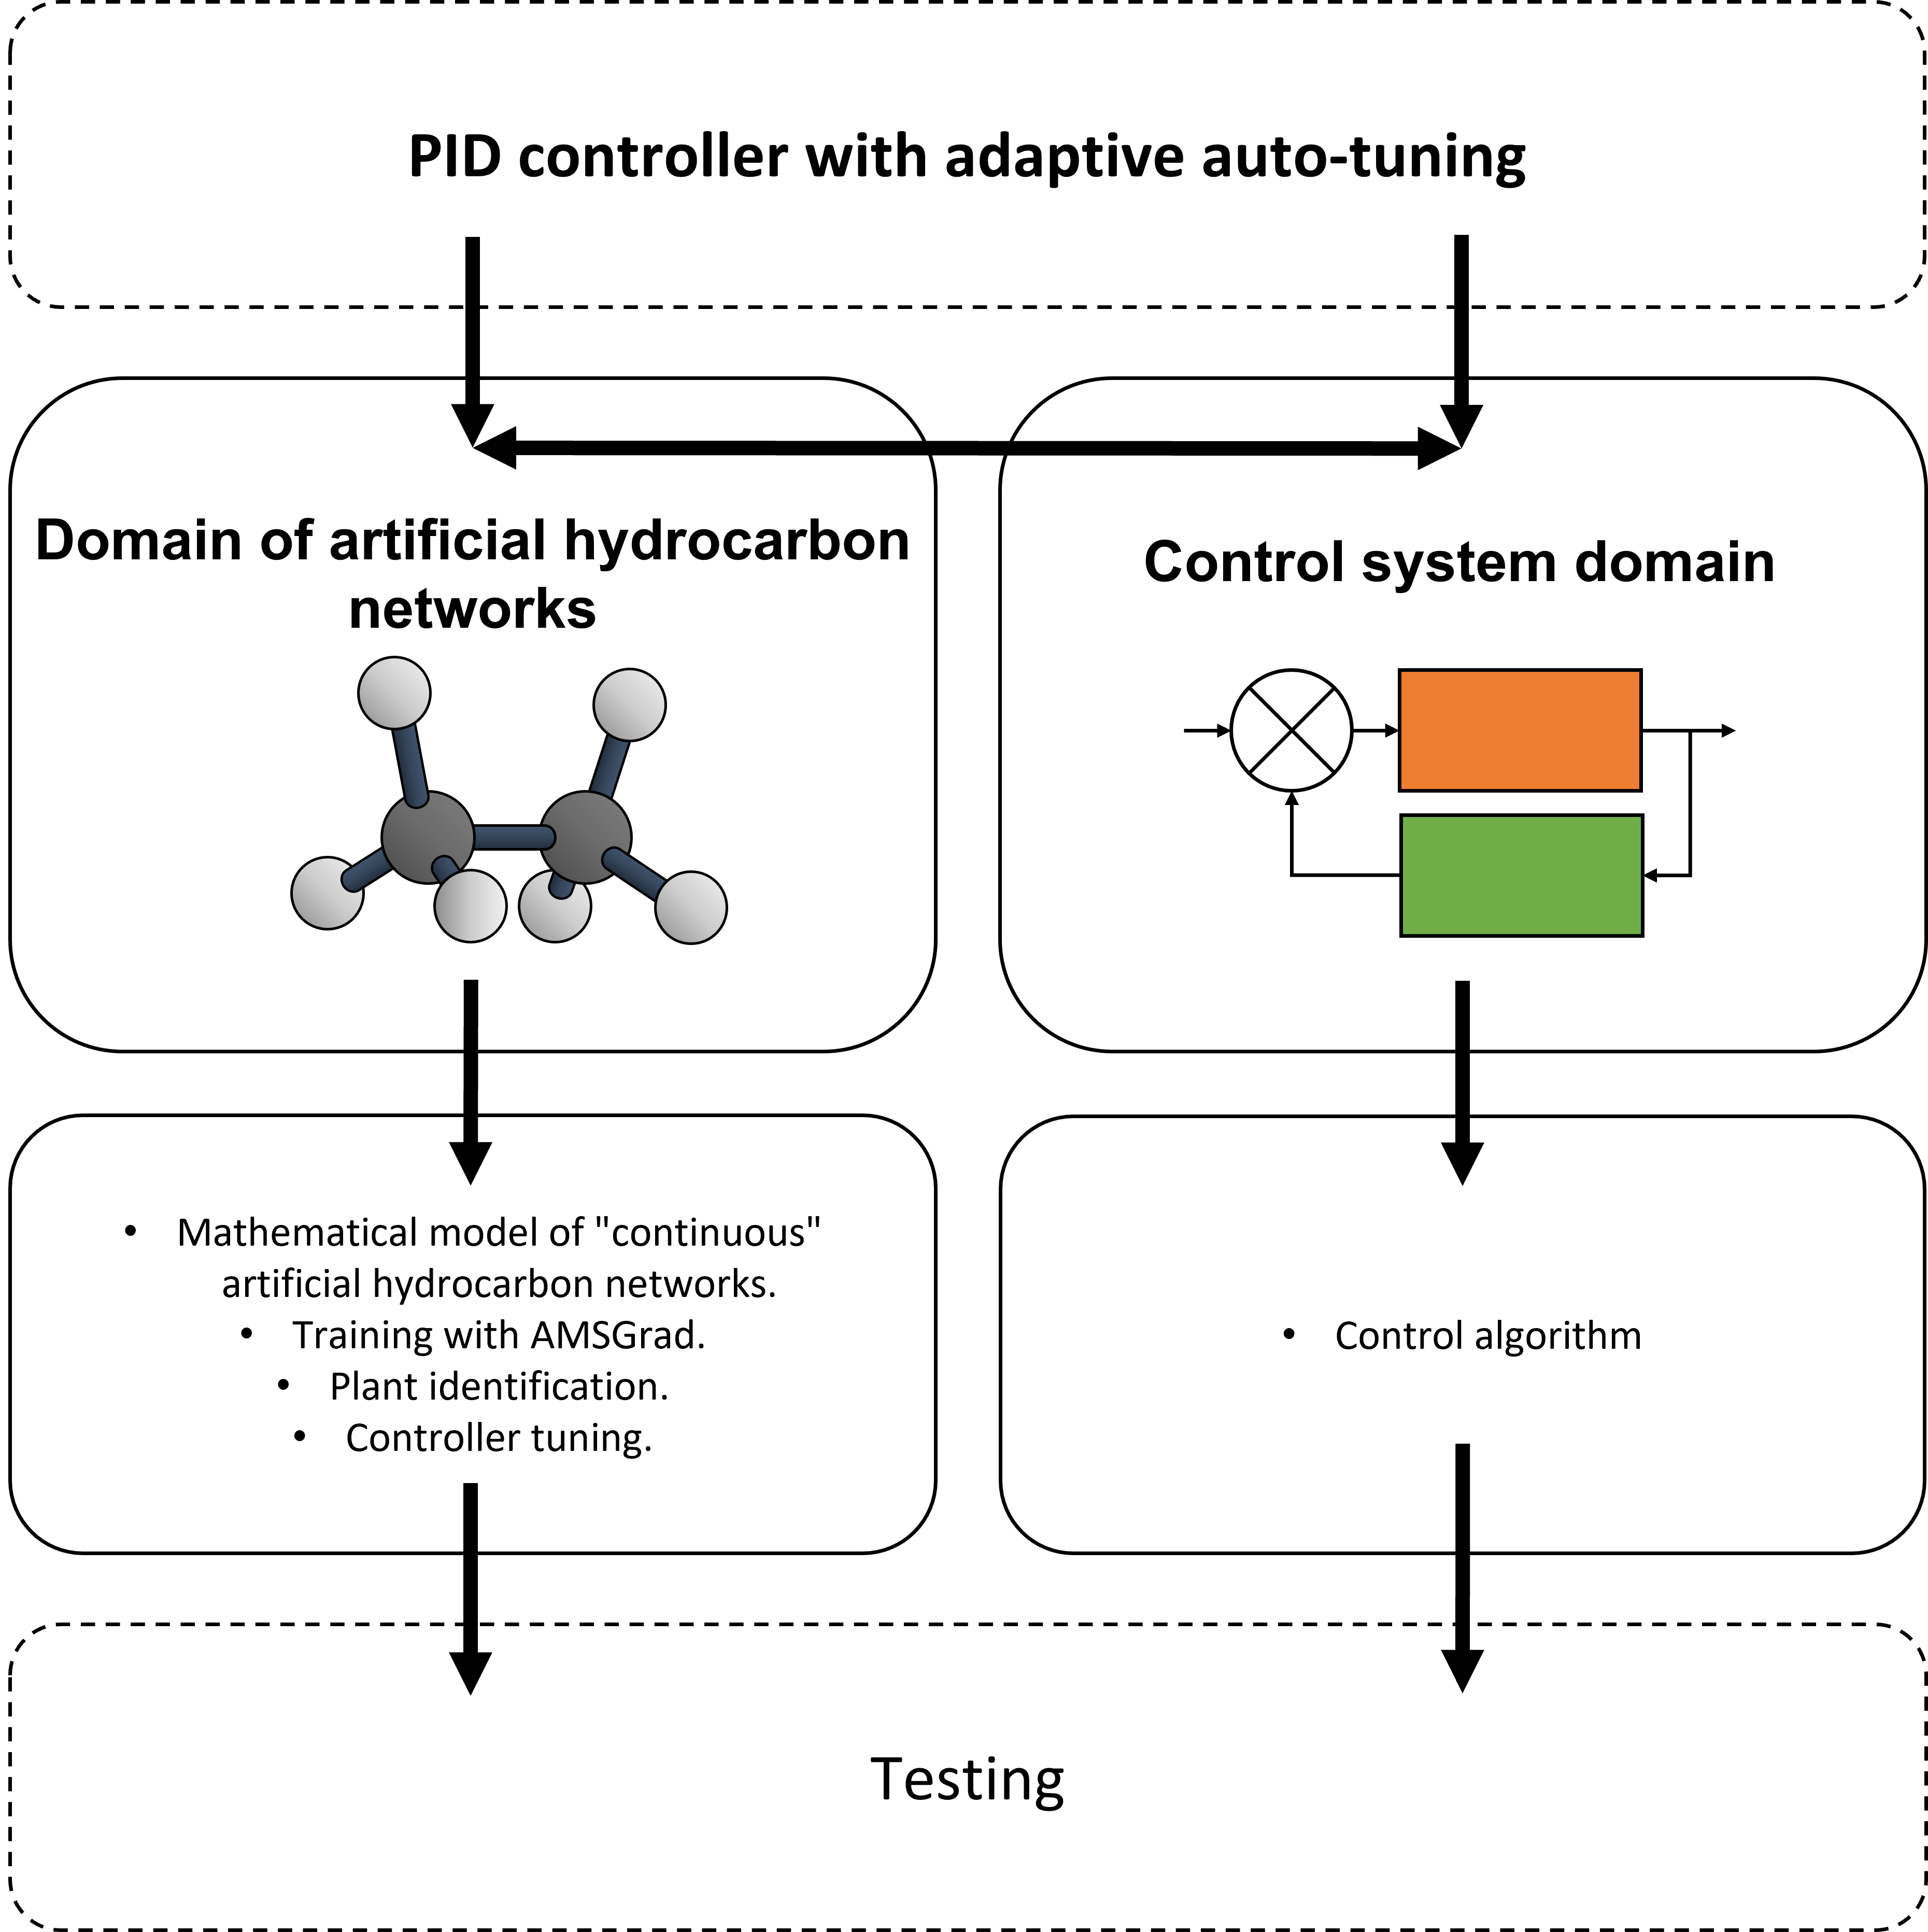 PID controller with adaptive auto-tuning
Domain of artificial hydrocarbon
networks
Control system domain
• Mathematical model of "continuous"
artificial hydrocarbon networks.
• Training with AMSGrad.
• Plant identification.
• Controller tuning.
• Control algorithm
Testing